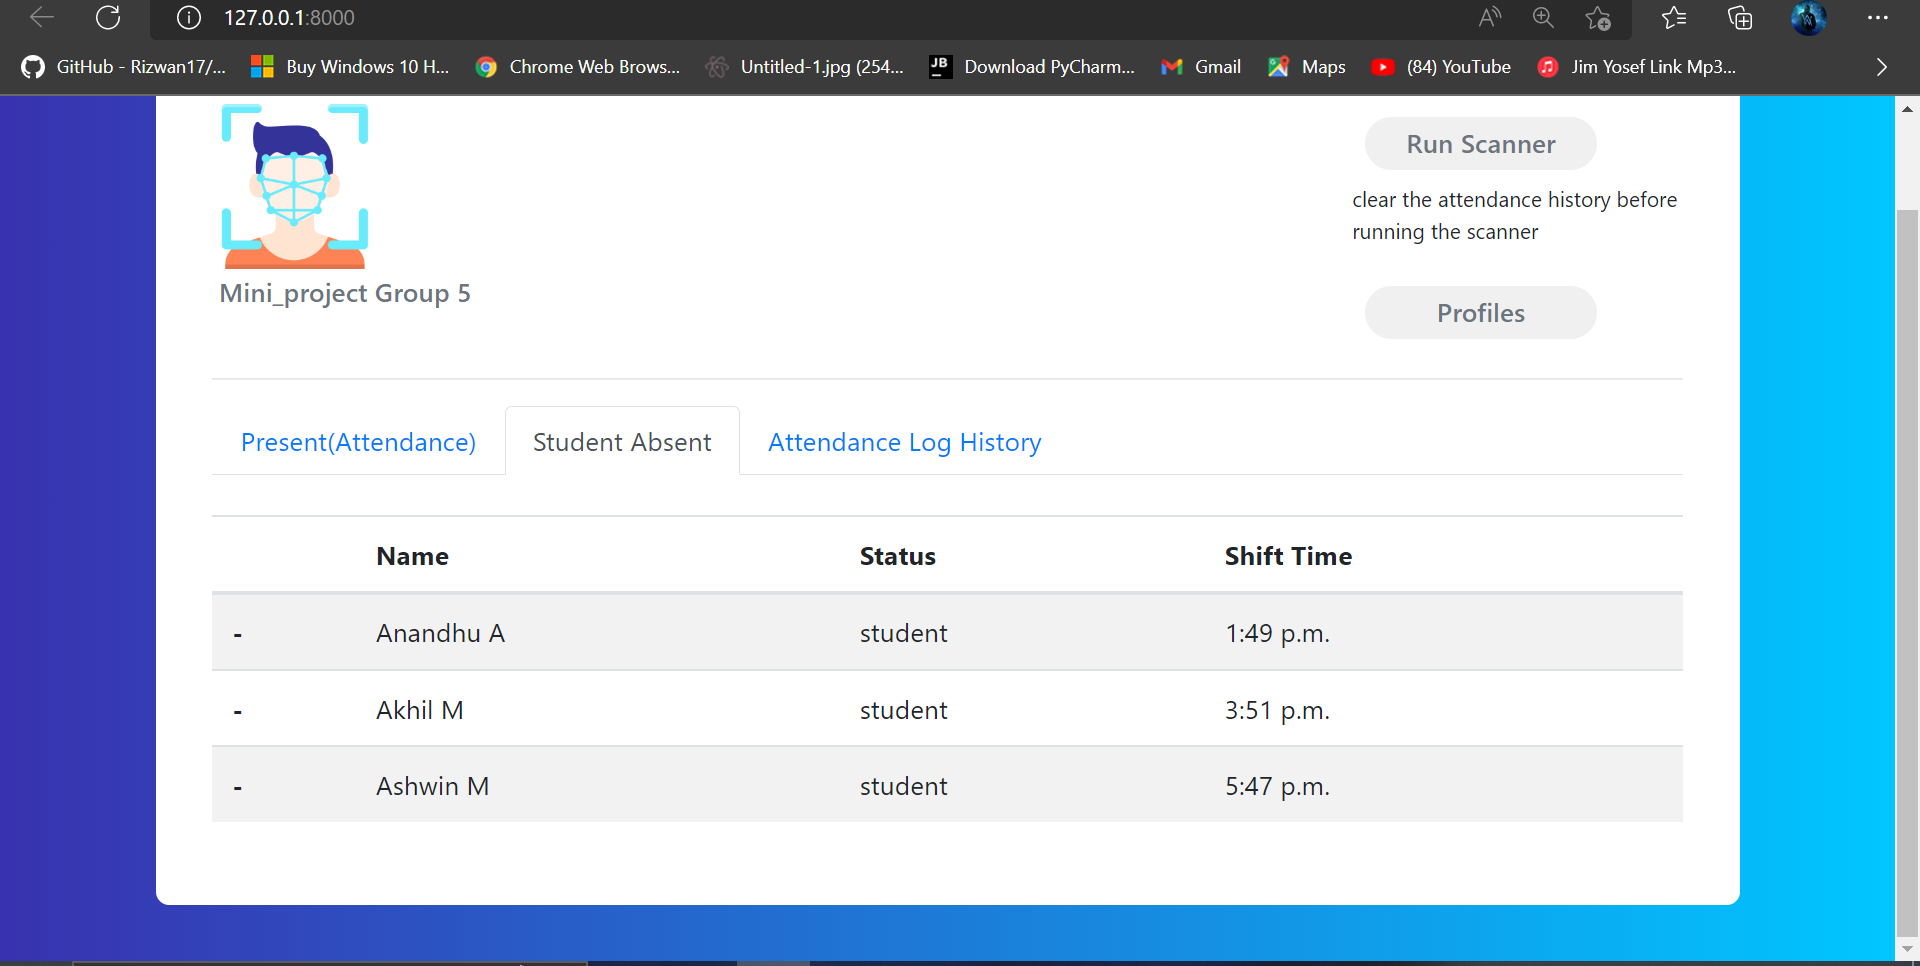 127.0.0.1:8000
GitHub - Rizwan17/...
Buy Windows 10 H...
Chrome Web Brows...
Untitled-1.jpg (254...
JB
Download PyCharm...
Gmail
Maps
(84) YouTube
Jim Yosef Link Mp3...
Run Scanner
clear the attendance history before
running the scanner
Mini_project Group 5
Profiles
Present(Attendance) Student Absent Attendance Log History
Name Status Shift Time
- Anandhu A student 1:49 p.m.
- Akhil M student 3:51 p.m.
- Ashwin M student 5:47 p.m.